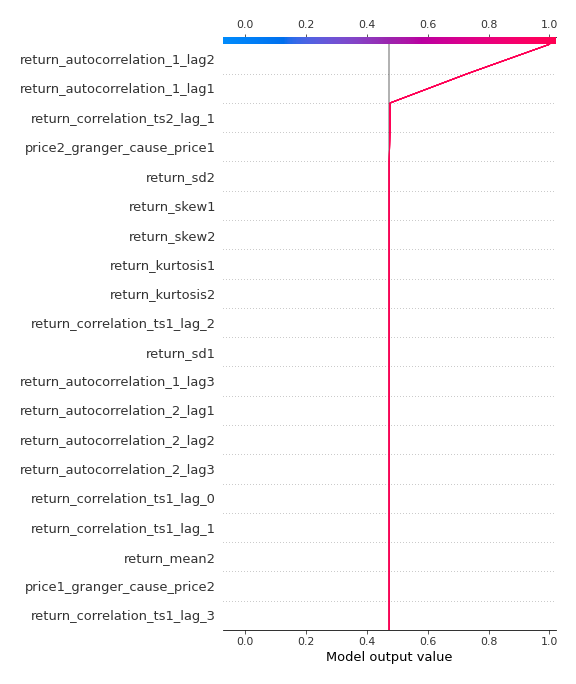 0.0 0.2 0.4 0.6 0.8 1.0
return_autocorrelation_1_lag2
return_autocorrelation_1_lag1
return_correlation_ts2_lag_1
price2_granger_cause_price1
return_sd2
return_skew1
return_skew2
return_kurtosis1
return_kurtosis2
return_correlation_ts1_lag_2
return_sd1
return_autocorrelation_1_lag3
return_autocorrelation_2_lag1
return_autocorrelation_2_lag2
return_autocorrelation_2_lag3
return_correlation_ts1_lag_0
return_correlation_ts1_lag_1
return_mean2
price1_granger_cause_price2
return_correlation_ts1_lag_3
0.0 0.2 0.4 0.6 0.8 1.0
Model output value